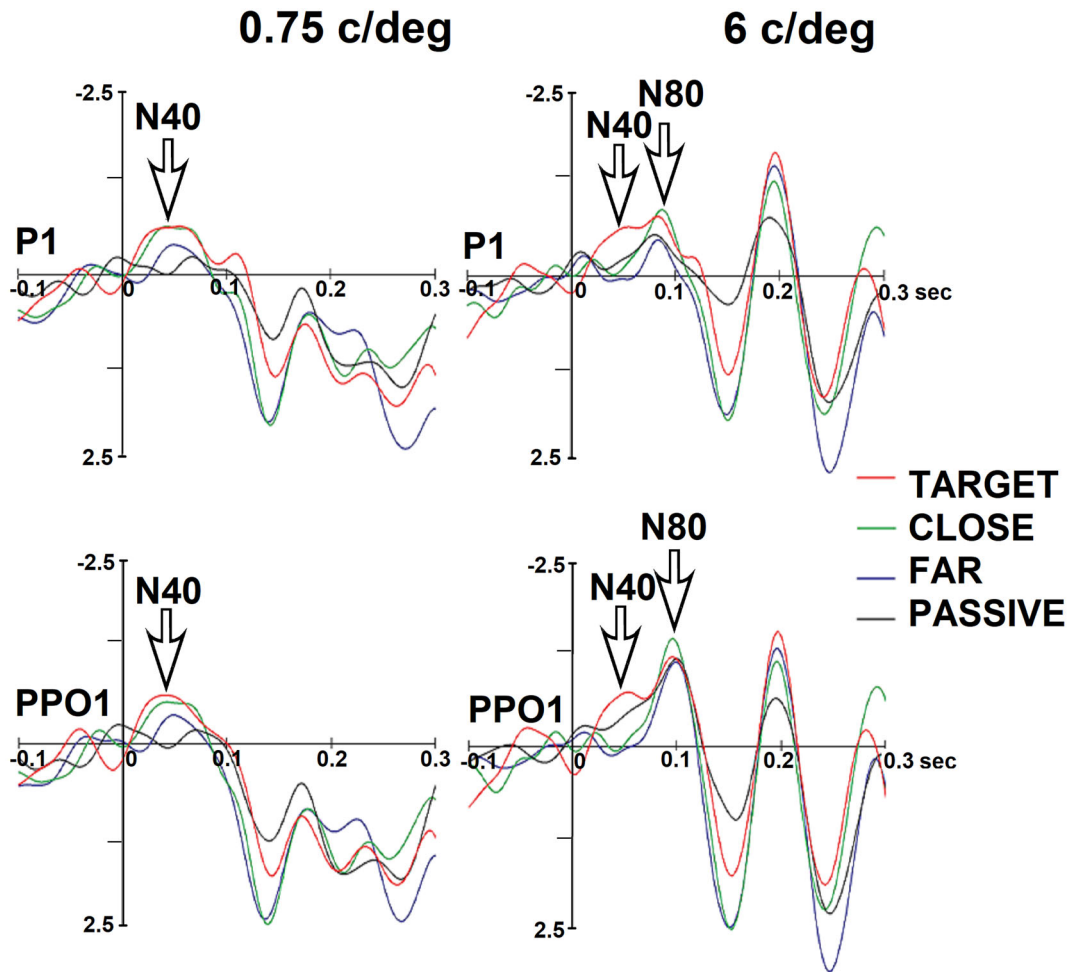 0.75 c/deg
6 c/deg
-2.5
N40
P1
-0.1 0 0.1 0.2 0.3
2.5
-2.5
N80
N40
P1
-0.1 0 0.1 0.2 0.3 sec
2.5
TARGET
CLOSE
FAR
PASSIVE
-2.5
N40
PPO1
-0.1 0 0.1 0.2 0.3
2.5
-2.5
N80
N40
PPO1
-0.1 0 0.1 0.2 0.3 sec
2.5